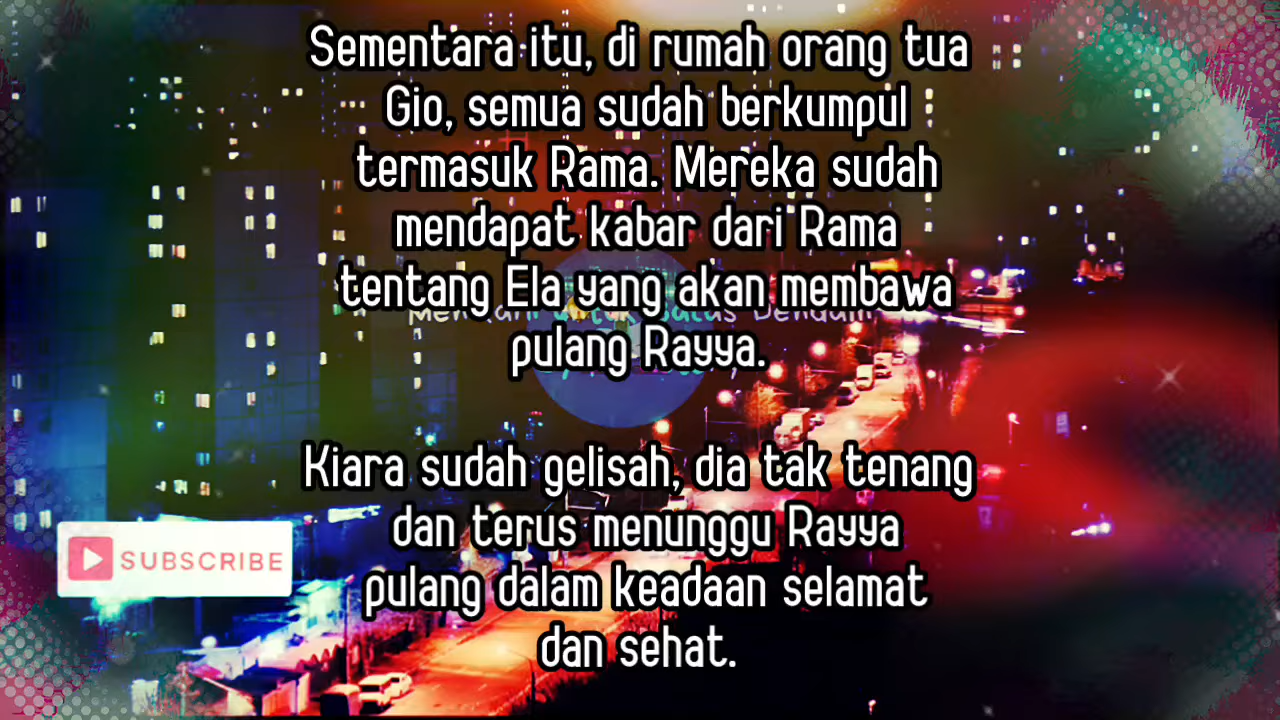 Sementara itu, di rumah orang tua
Gio, semua sudah berkumpul
termasuk Rama. Mereka sudah
mendapat kabar dari Rama
tentang Ela yang akan membawa
pulang Rayya.
Kiara sudah gelisah, dia tak tenang
dan terus menunggu Rayya
pulang dalam keadaan selamat
dan sehat.
SUBSCRIBE